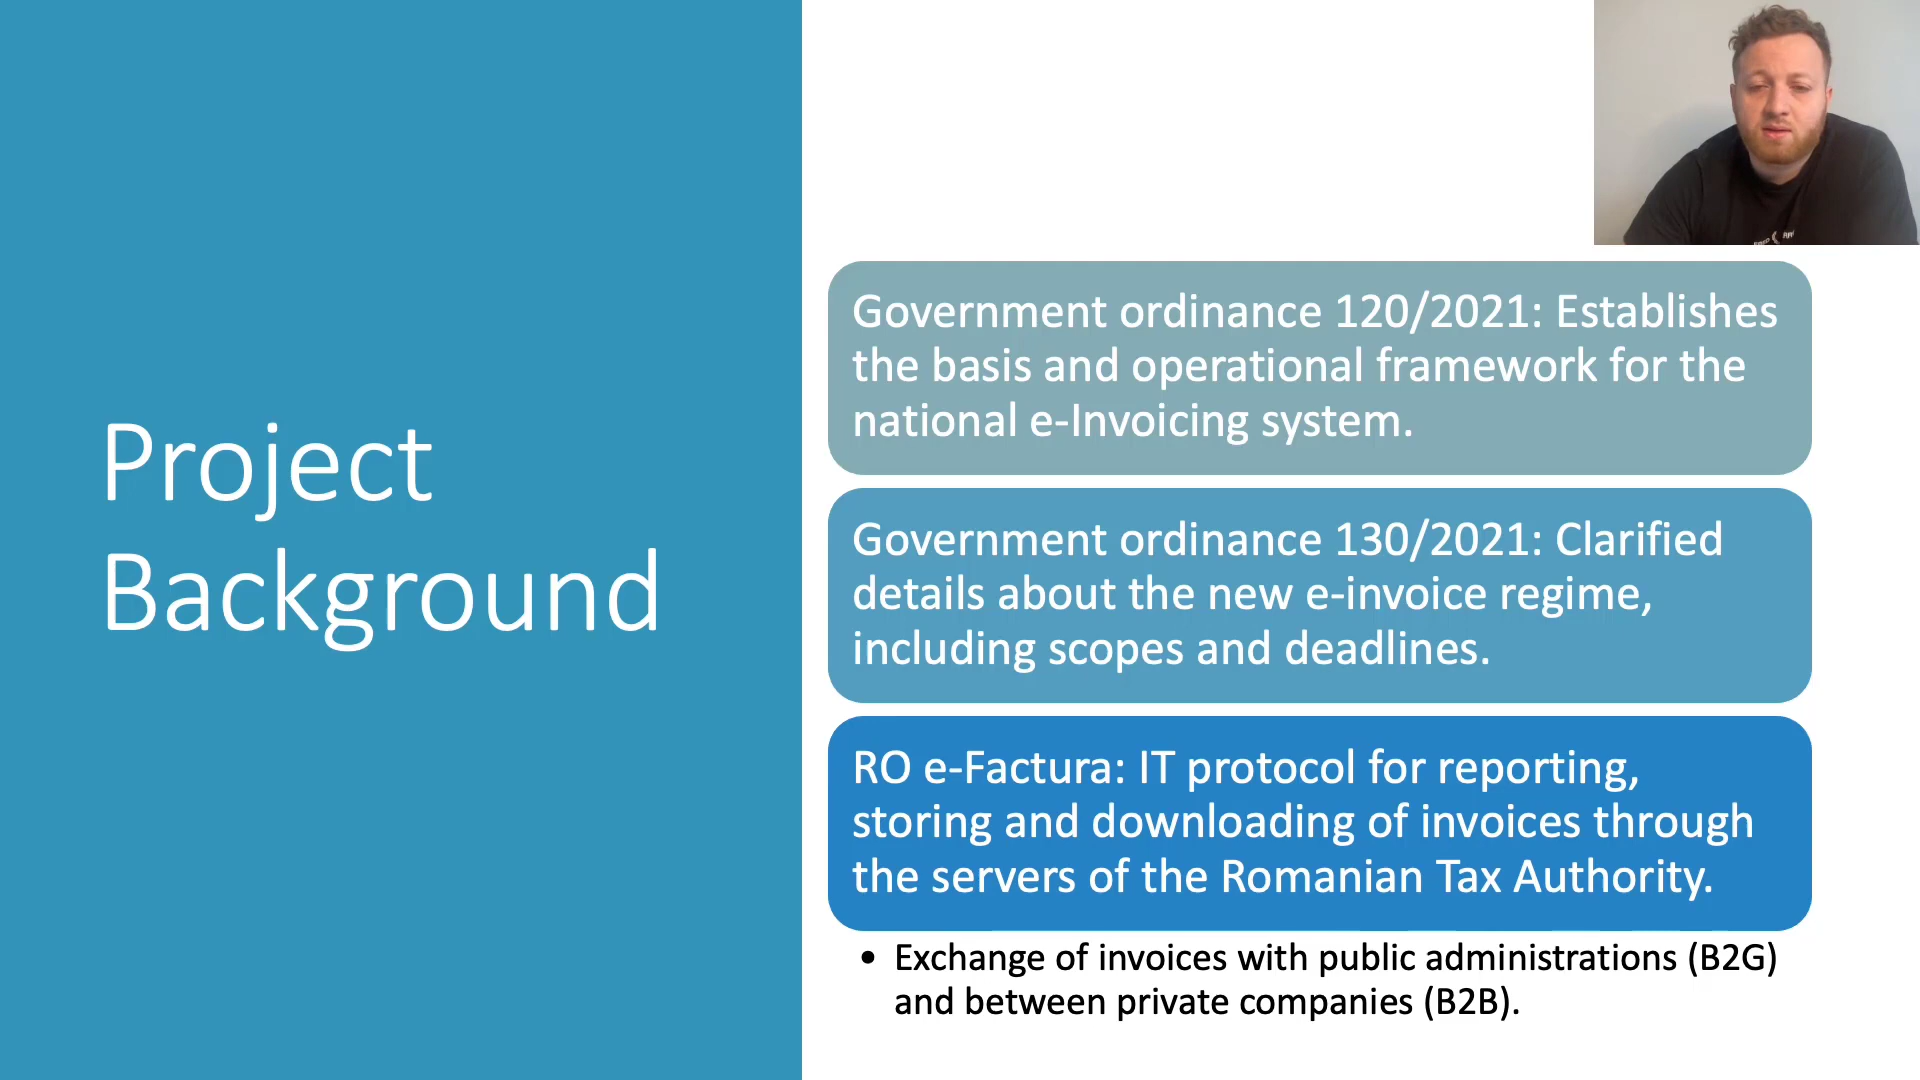 Project
Background
Government ordinance 120/2021: Establishes
the basis and operational framework for the
national e-Invoicing system.
Government ordinance 130/2021: Clarified
details about the new e-invoice regime,
including scopes and deadlines.
RO e-Factura: IT protocol for reporting,
storing and downloading of invoices through
the servers of the Romanian Tax Authority.
• Exchange of invoices with public administrations (B2G)
and between private companies (B2B).